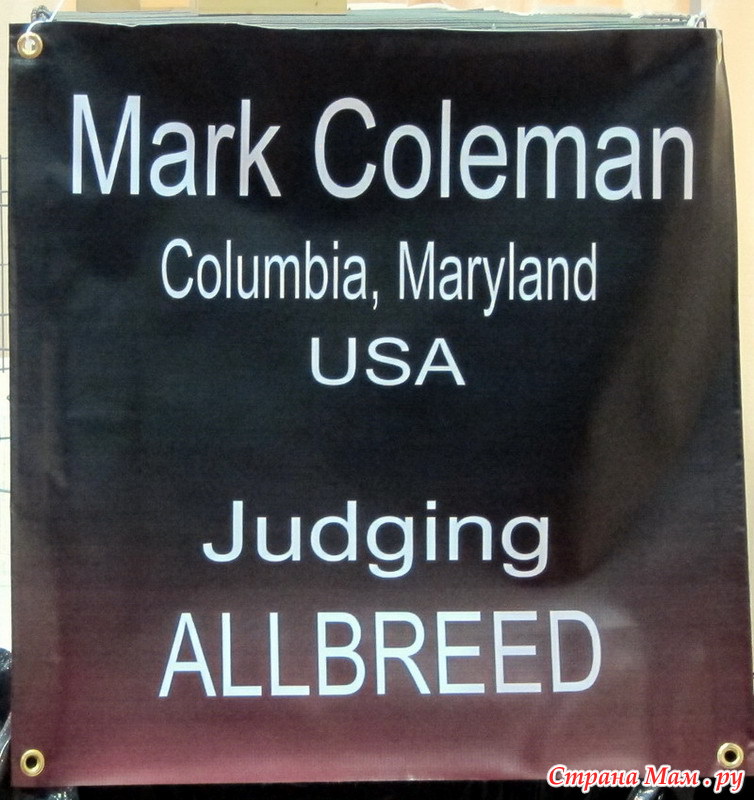 Mark Coleman
Columbia, Maryland
USA
Judging
ALLBREED
Страна Мам.ру